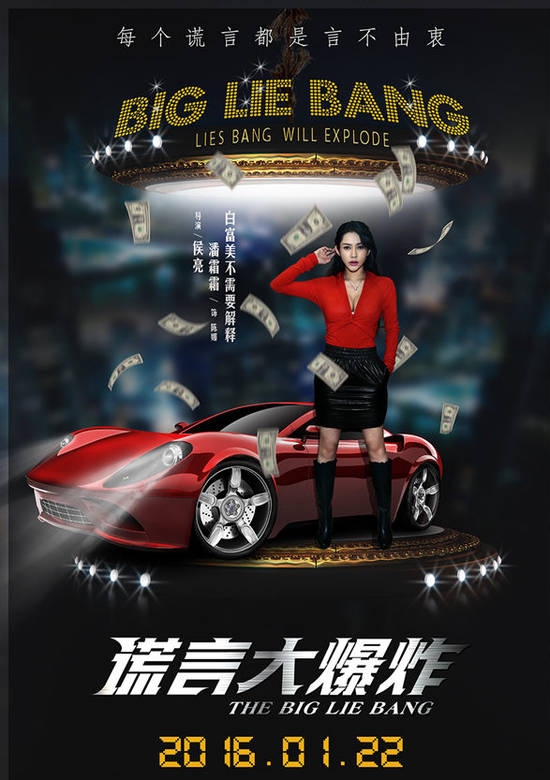 每个谎言都是言不由衷
BIG LIE BANG
LIES BANG WILL EXPLODE
白富美不需要解释
潘霜霜 / 饰 陈娜
导演 / 侯亮
谎言大爆炸
THE BIG LIE BANG
2016.01.22